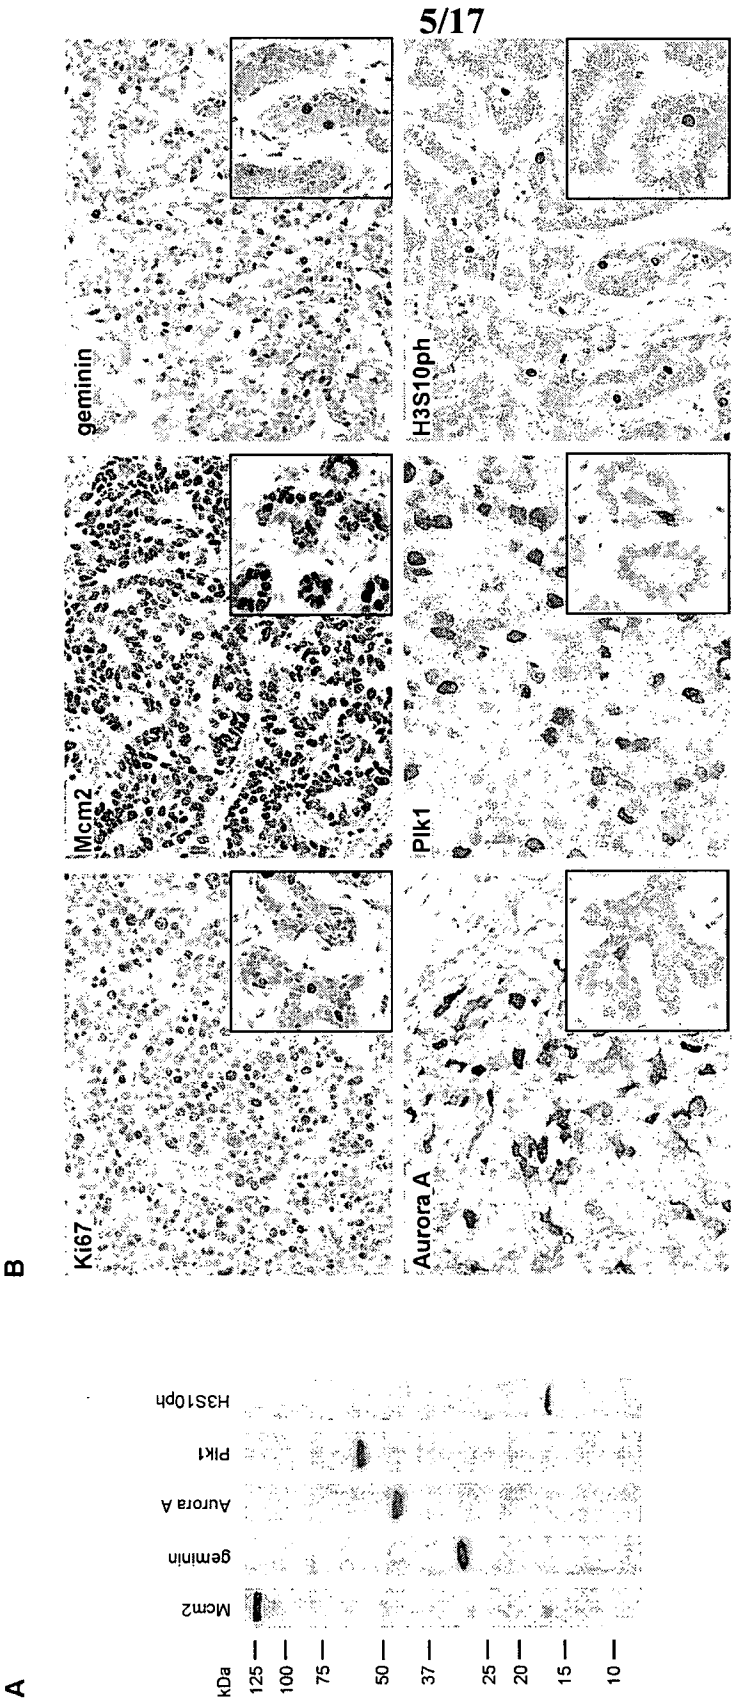 5/17
A
kDa
125
100
75
50
37
25
20
15
10
Mcm2
geminin
Aurora A
Plk1
H3S10ph
B
Ki67
Mcm2
geminin
Aurora A
Plk1
H3S10ph